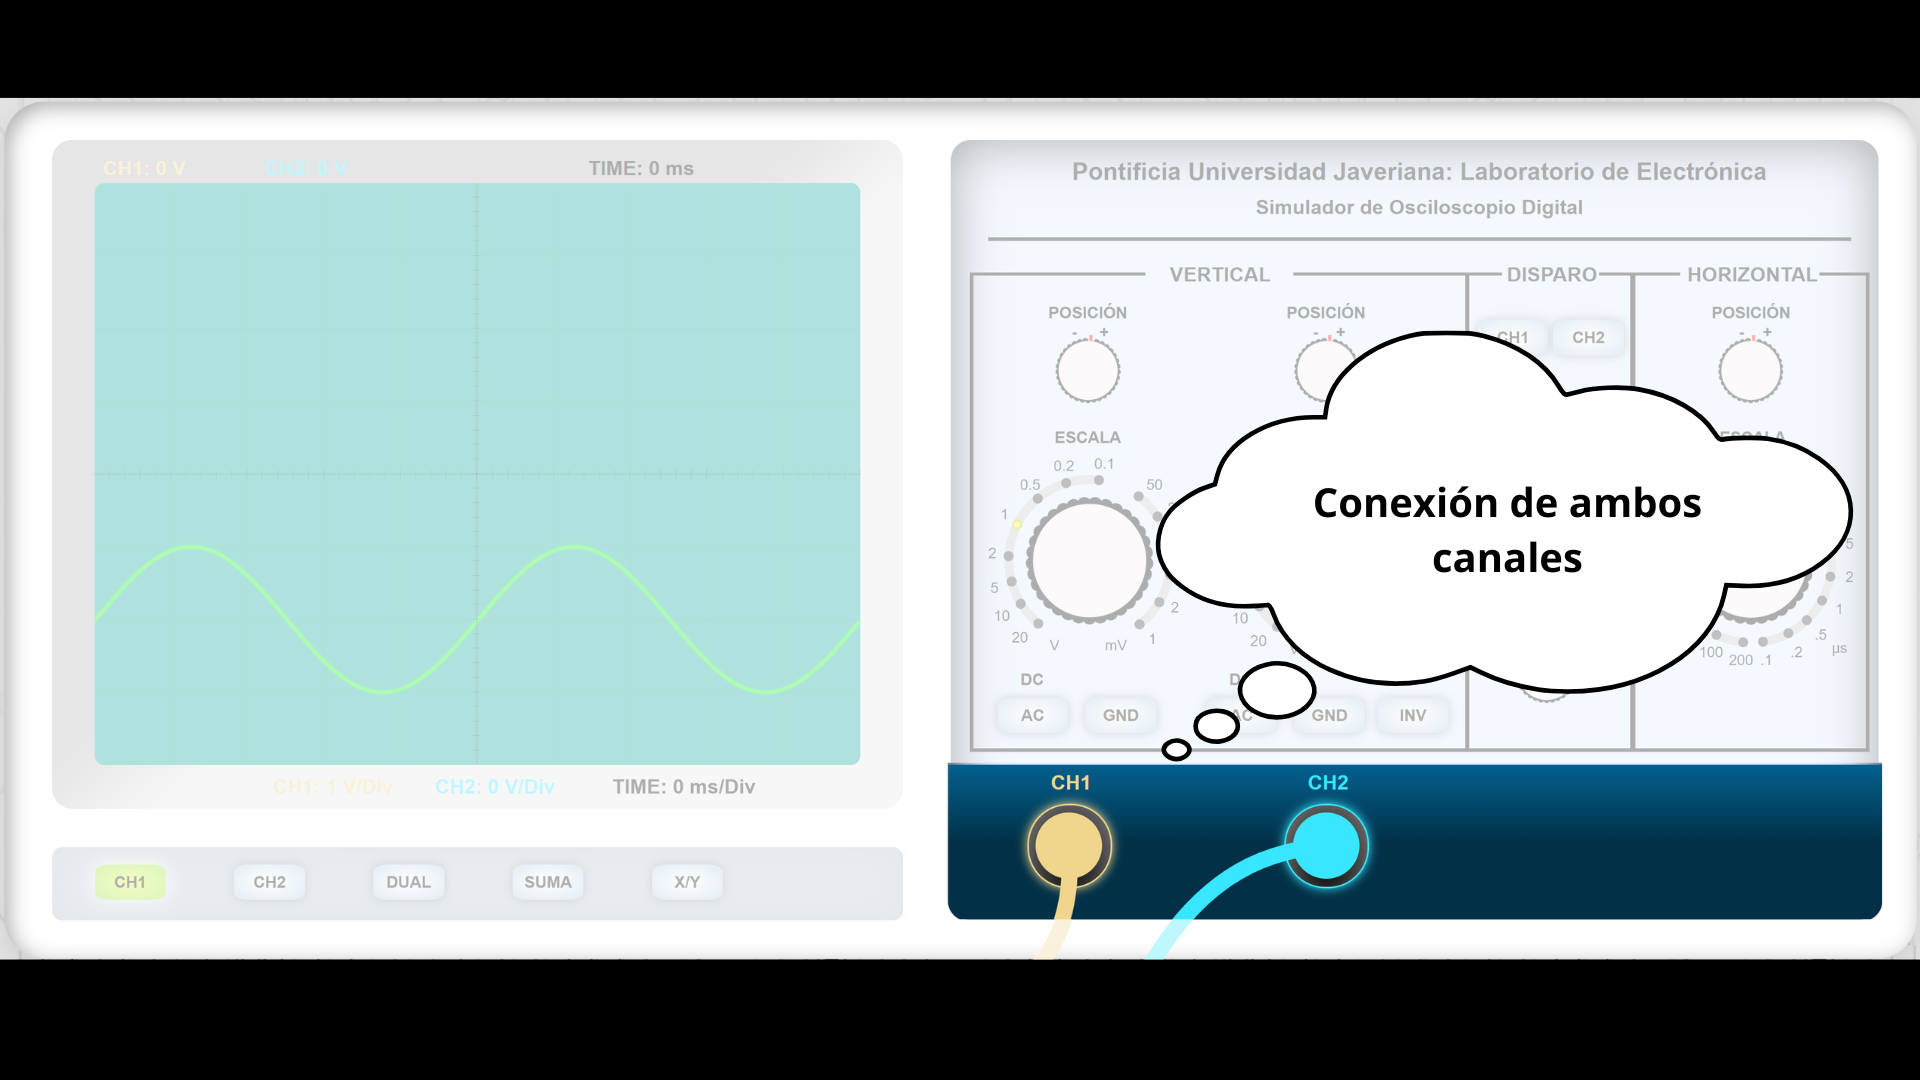 CH1: 0 V CH2: 0 V TIME: 0 ms
CH1: 1 V/Div CH2: 0 V/Div TIME: 0 ms/Div
CH1 CH2 DUAL SUMA X/Y
Pontificia Universidad Javeriana: Laboratorio de Electrónica
Simulador de Osciloscopio Digital
VERTICAL DISPARO HORIZONTAL
POSICIÓN POSICIÓN POSICIÓN
- + - + - +
CH1 CH2
ESCALA ESCALA
0.2 0.1
0.5 50
1
2
5
10
20 V mV 1
2
10
20
5
2
1
.5
100 200 .1 .2 µs
Conexión de ambos
canales
DC
AC GND AC GND INV
CH1 CH2